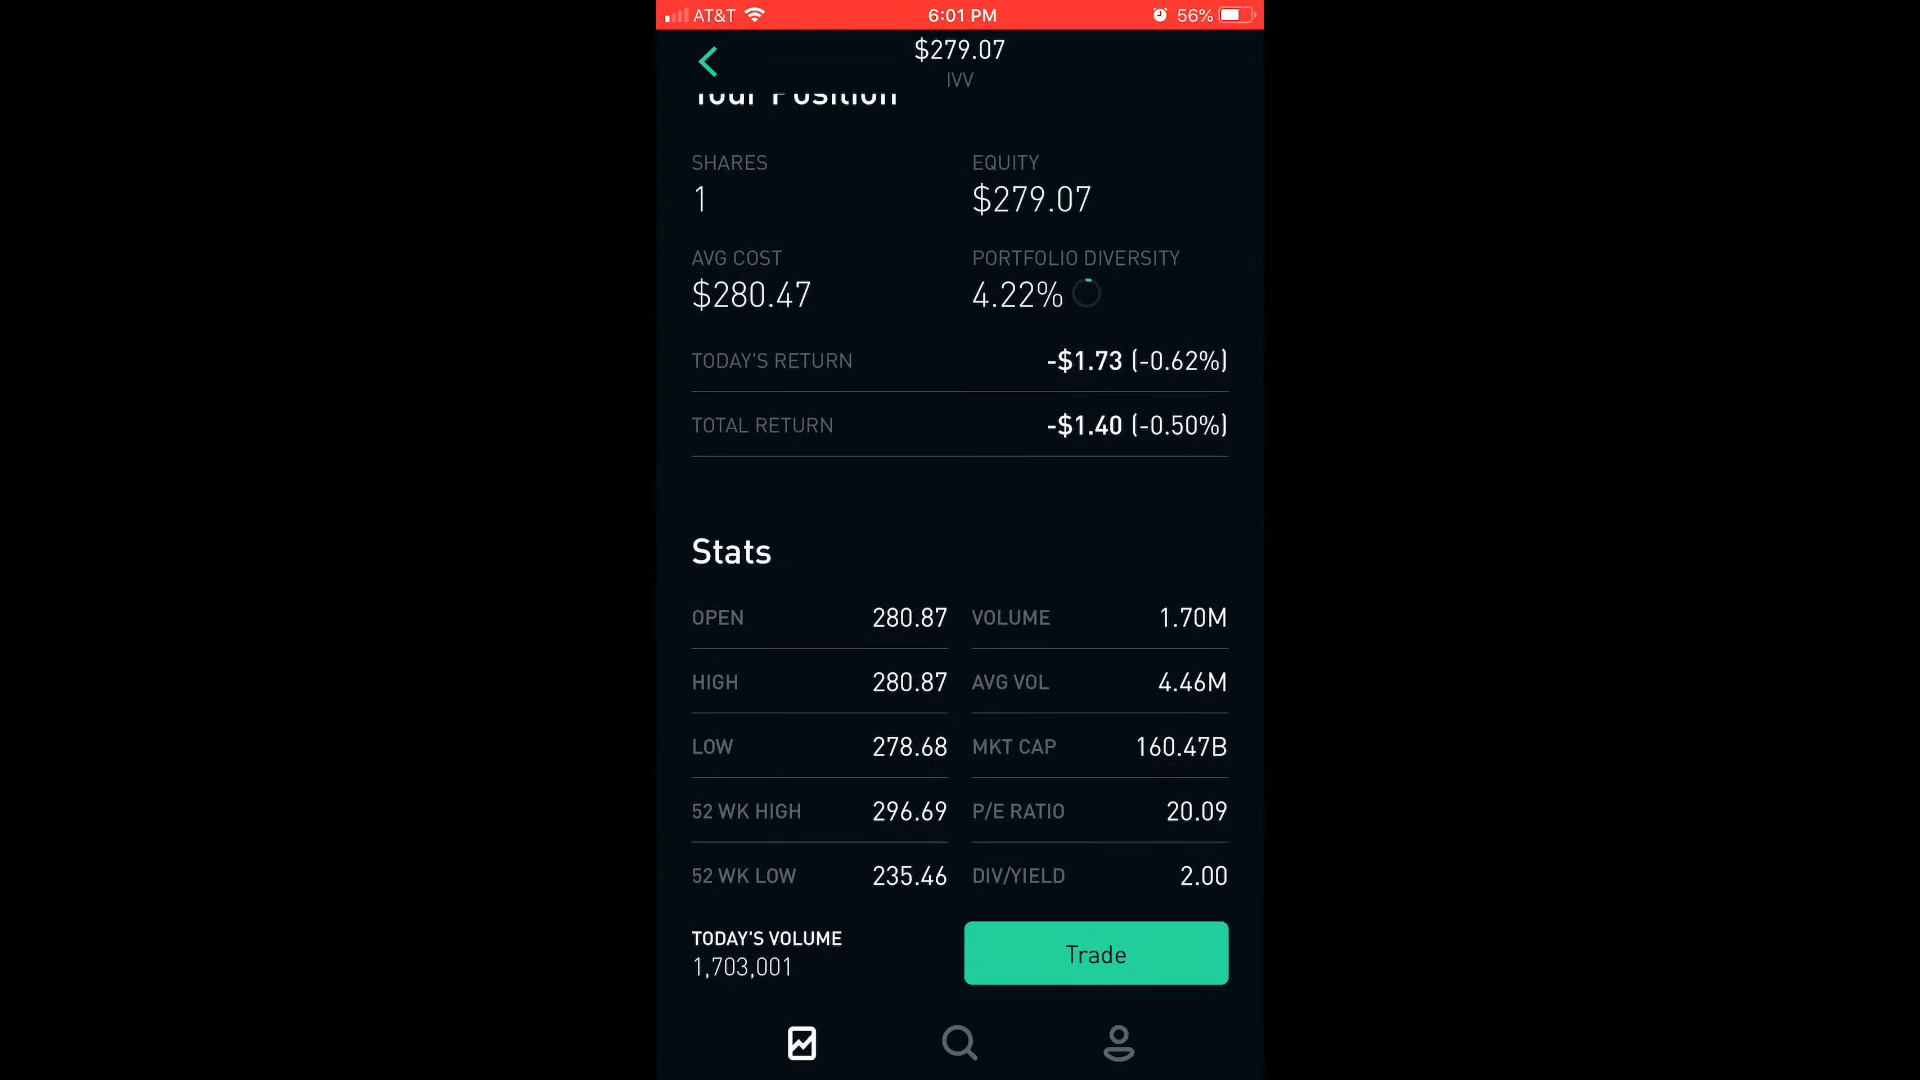 AT&T 6:01 PM 56%
$279.07
IVV
Your Position
SHARES EQUITY
1 $279.07
AVG COST PORTFOLIO DIVERSITY
$280.47 4.22%
TODAY'S RETURN -$1.73 (-0.62%)
TOTAL RETURN -$1.40 (-0.50%)
Stats
OPEN 280.87 VOLUME 1.70M
HIGH 280.87 AVG VOL 4.46M
LOW 278.68 MKT CAP 160.47B
52 WK HIGH 296.69 P/E RATIO 20.09
52 WK LOW 235.46 DIV/YIELD 2.00
TODAY'S VOLUME
1,703,001
Trade